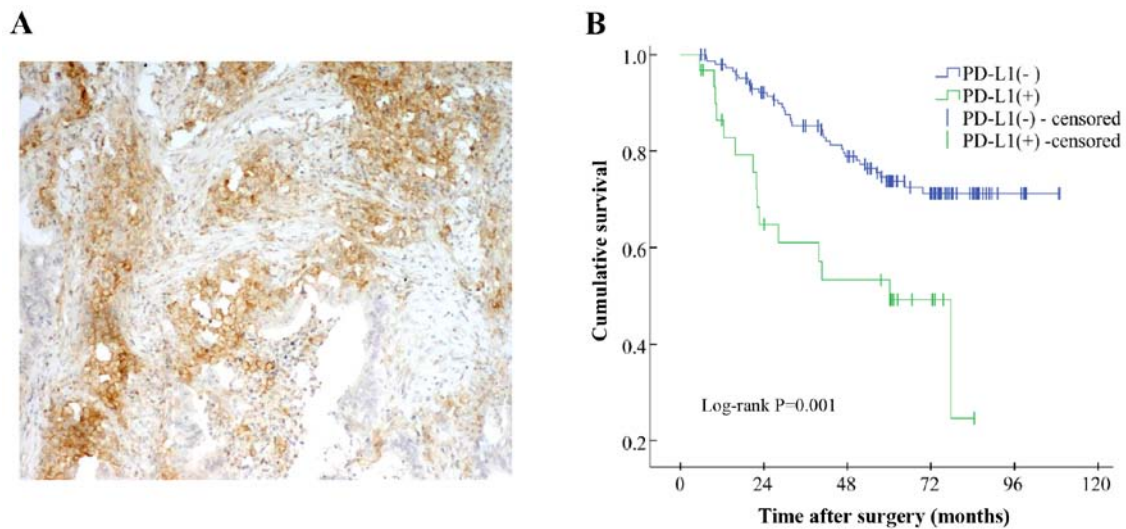 A
B
1.0
0.8
0.6
0.4
0.2
Cumulative survival
PD-L1(- )
PD-L1(+)
PD-L1(-) - censored
PD-L1(+) -censored
Log-rank P=0.001
0 24 48 72 96 120
Time after surgery (months)